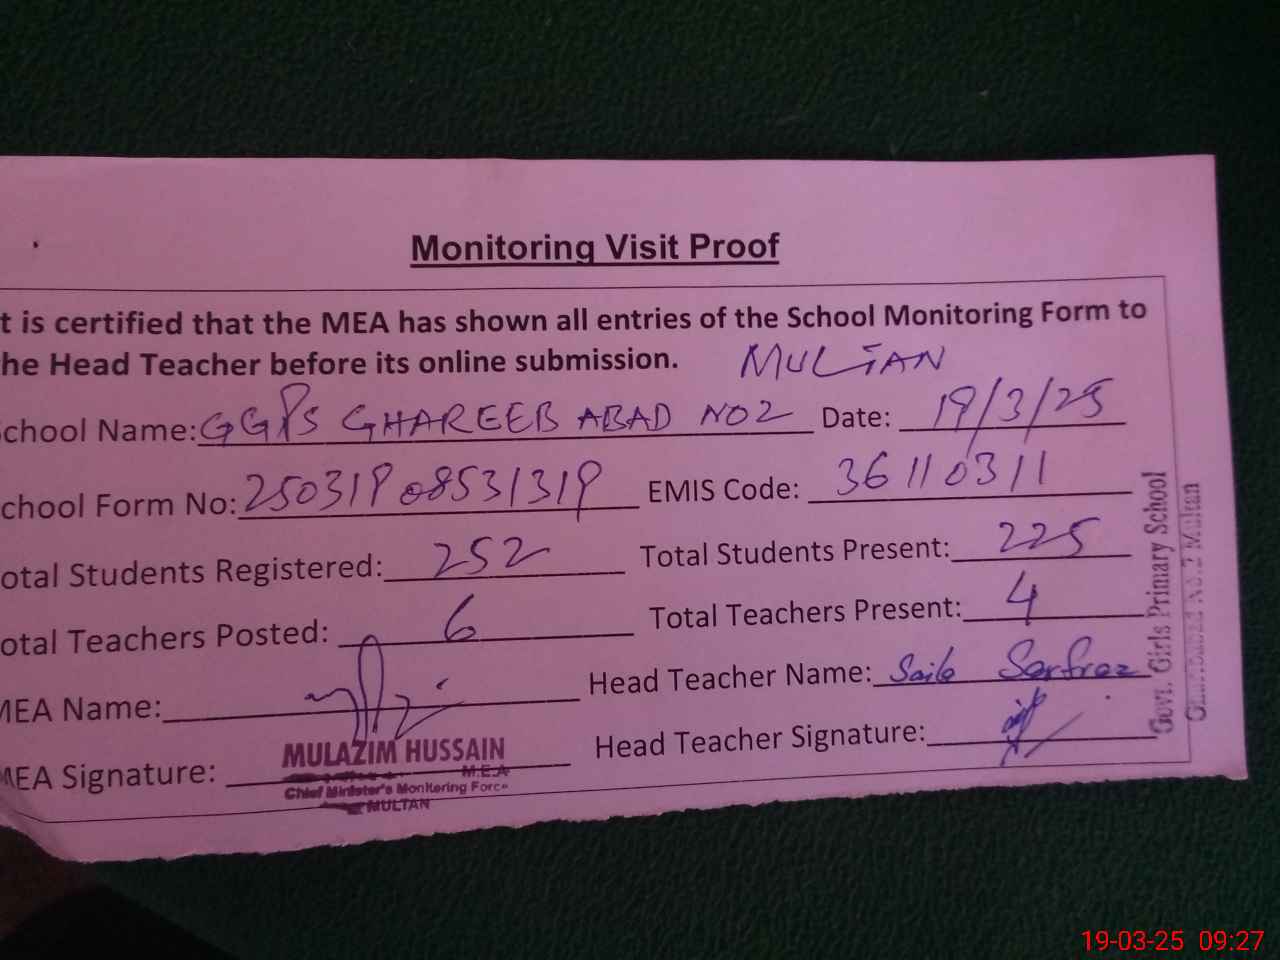 Monitoring Visit Proof
t is certified that the MEA has shown all entries of the School Monitoring Form to
he Head Teacher before its online submission. MULTAN
chool Name: GGPS GHAREEB ABAD NO2 Date: 19/3/25
chool Form No: 25031908531319 EMIS Code: 36110311
otal Students Registered: 252 Total Students Present: 225
otal Teachers Posted: 6 Total Teachers Present: 4
MEA Name: Head Teacher Name: Saila Sarfraz
MEA Signature: Head Teacher Signature:
MULAZIM HUSSAIN
M.E.A
Chief Minister's Monitoring Force
MULTAN
Govt. Girls Primary School
No.2 Multan
19-03-25 09:27